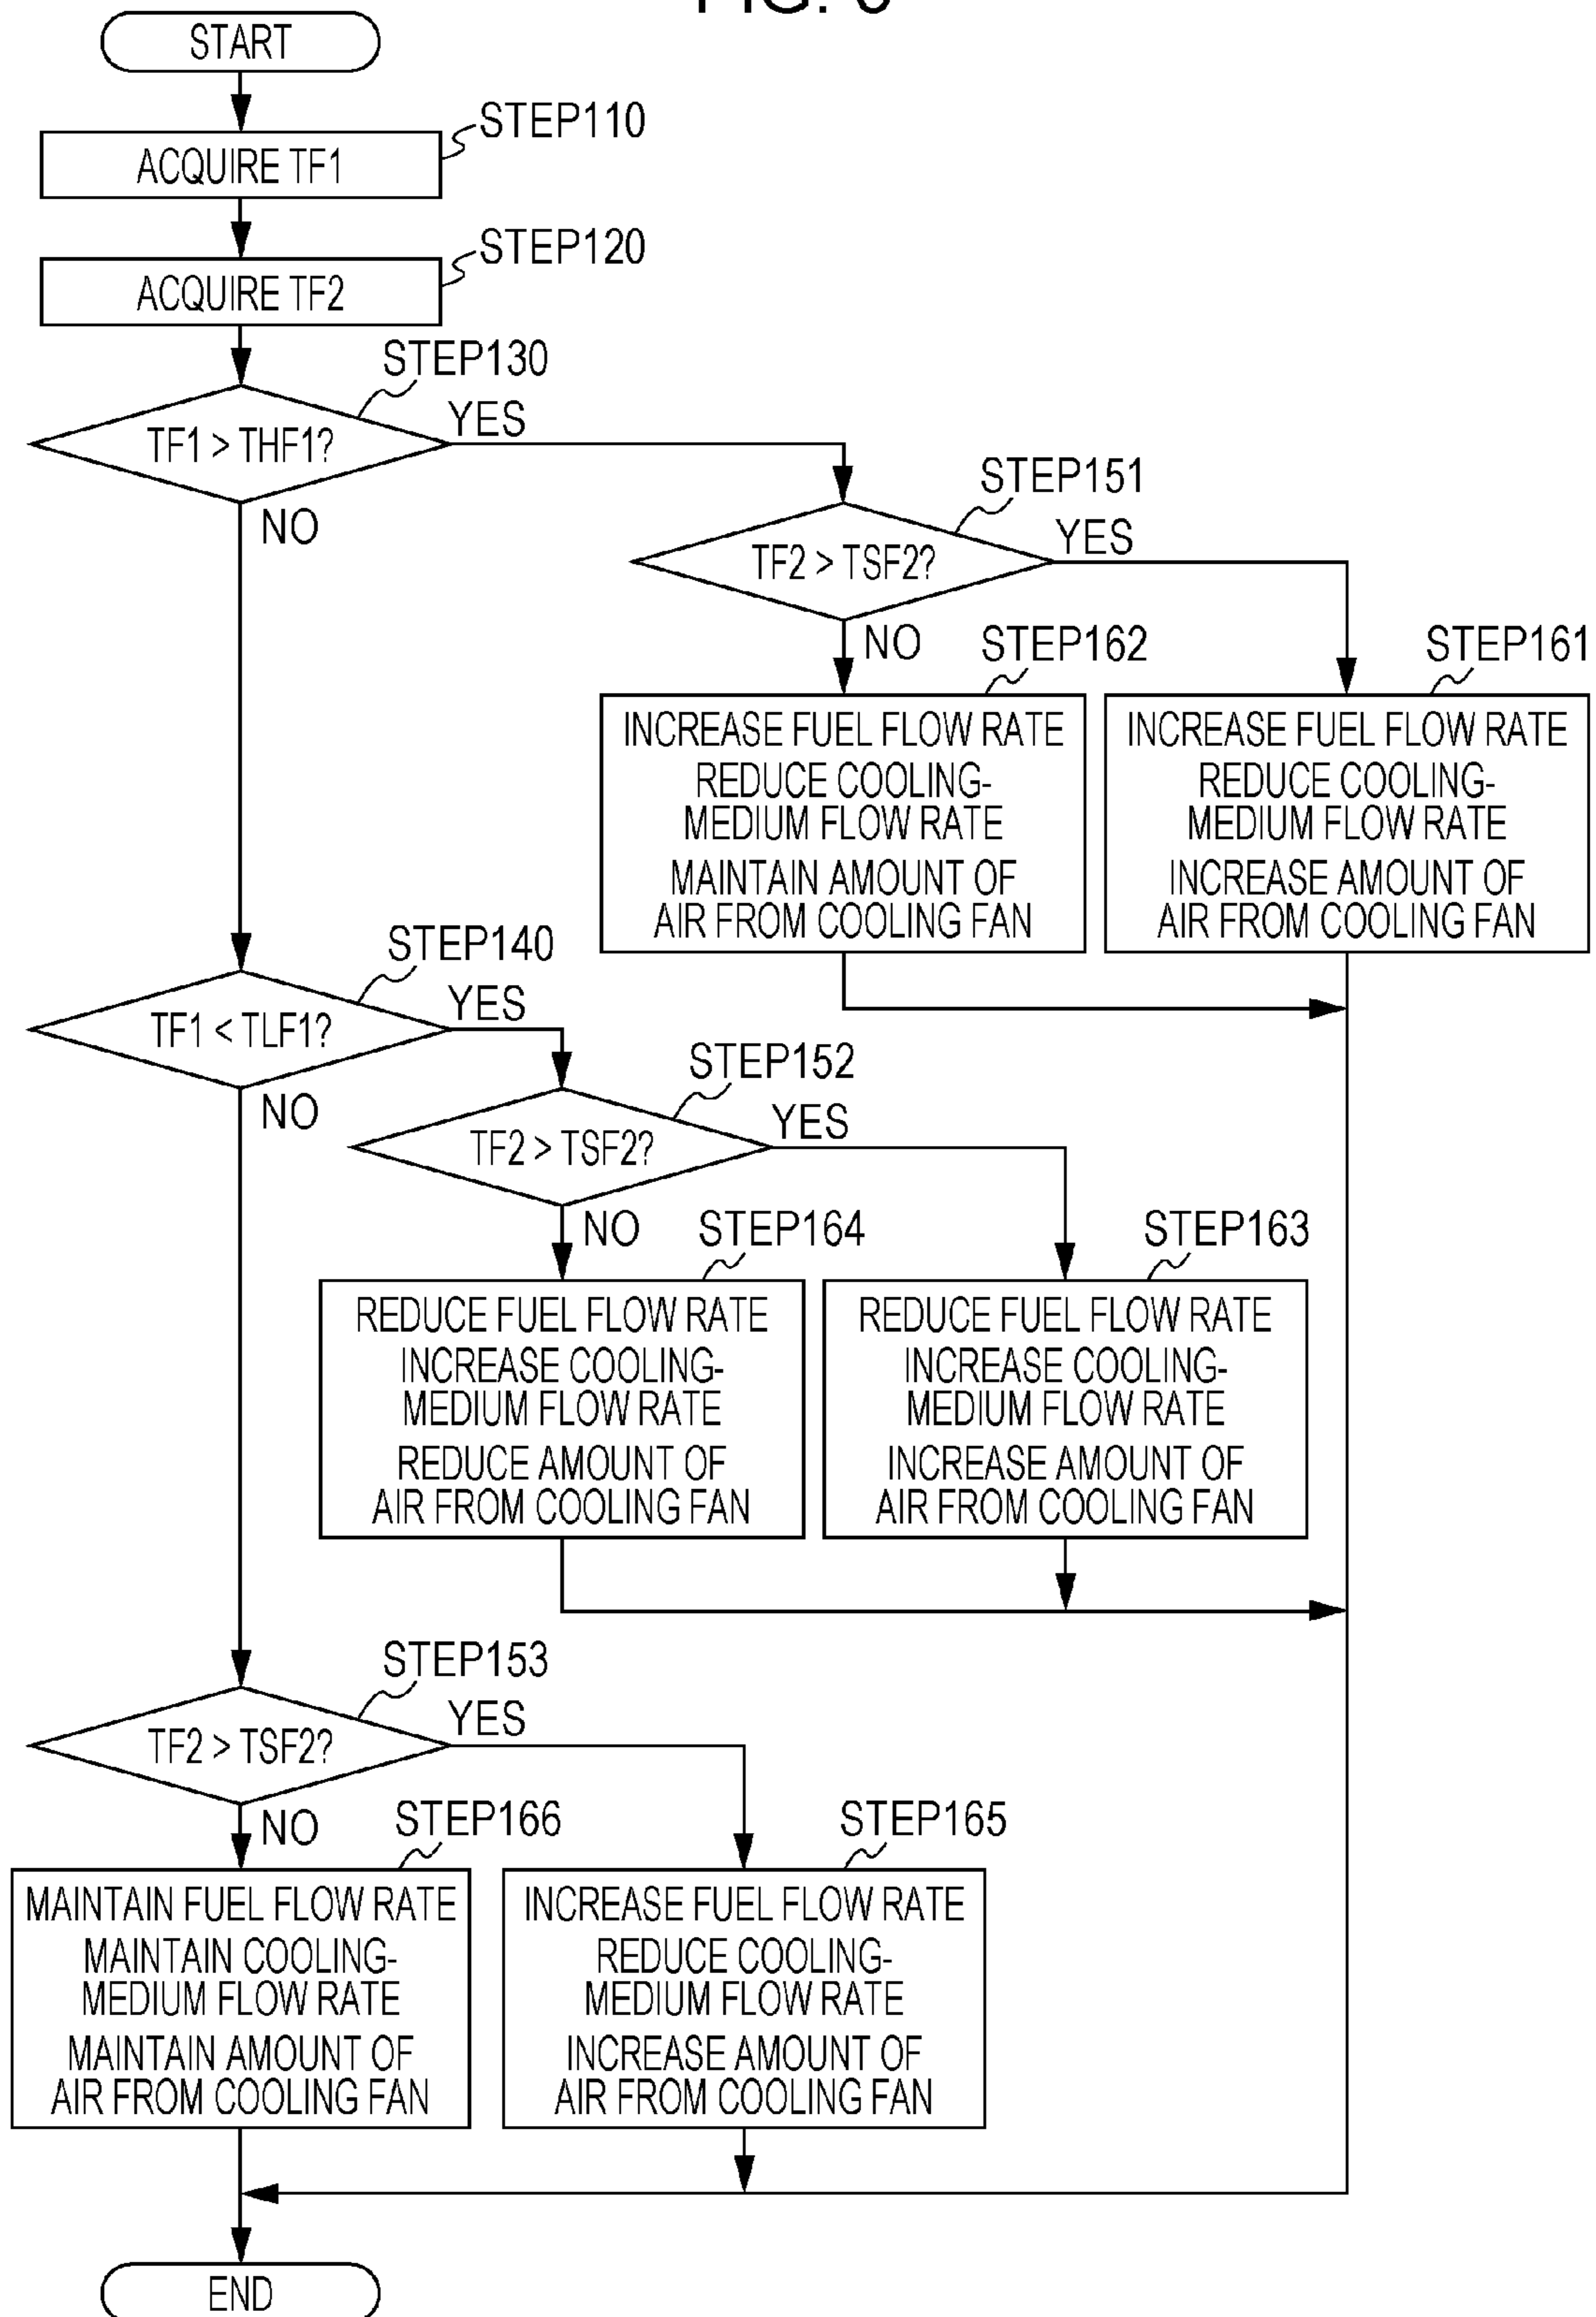 START
STEP110
ACQUIRE TF1
STEP120
ACQUIRE TF2
STEP130
TF1 > THF1?
YES
NO
STEP151
TF2 > TSF2?
YES
NO
STEP162
INCREASE FUEL FLOW RATE
REDUCE COOLING-
MEDIUM FLOW RATE
MAINTAIN AMOUNT OF
AIR FROM COOLING FAN
STEP161
INCREASE FUEL FLOW RATE
REDUCE COOLING-
MEDIUM FLOW RATE
INCREASE AMOUNT OF
AIR FROM COOLING FAN
STEP140
TF1 < TLF1?
YES
NO
STEP152
TF2 > TSF2?
YES
NO
STEP164
REDUCE FUEL FLOW RATE
INCREASE COOLING-
MEDIUM FLOW RATE
REDUCE AMOUNT OF
AIR FROM COOLING FAN
STEP163
REDUCE FUEL FLOW RATE
INCREASE COOLING-
MEDIUM FLOW RATE
INCREASE AMOUNT OF
AIR FROM COOLING FAN
STEP153
TF2 > TSF2?
YES
NO
STEP166
MAINTAIN FUEL FLOW RATE
MAINTAIN COOLING-
MEDIUM FLOW RATE
MAINTAIN AMOUNT OF
AIR FROM COOLING FAN
STEP165
INCREASE FUEL FLOW RATE
REDUCE COOLING-
MEDIUM FLOW RATE
INCREASE AMOUNT OF
AIR FROM COOLING FAN
END